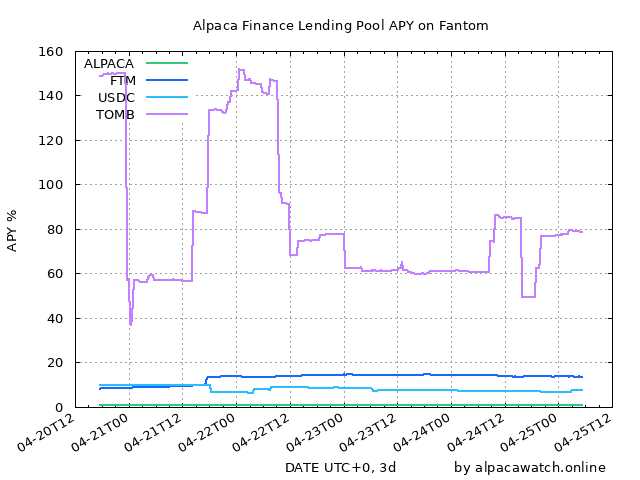 Alpaca Finance Lending Pool APY on Fantom
APY %
160
140
120
100
80
60
40
20
0
ALPACA
FTM
USDC
TOMB
04-20T12
04-21T00
04-21T12
04-22T00
04-22T12
04-23T00
04-23T12
04-24T00
04-24T12
04-25T00
04-25T12
DATE UTC+0, 3d
by alpacawatch.online